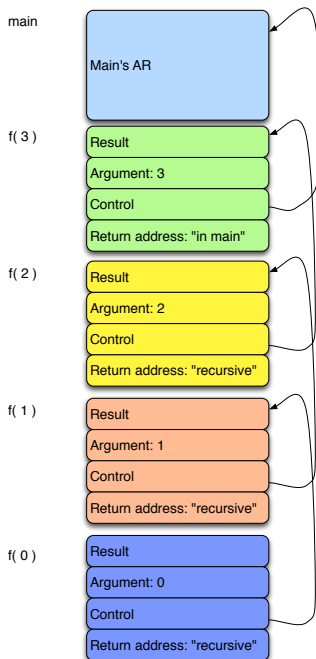 main
Main's AR
f( 3 )
Result
Argument: 3
Control
Return address: "in main"
f( 2 )
Result
Argument: 2
Control
Return address: "recursive"
f( 1 )
Result
Argument: 1
Control
Return address: "recursive"
f( 0 )
Result
Argument: 0
Control
Return address: "recursive"